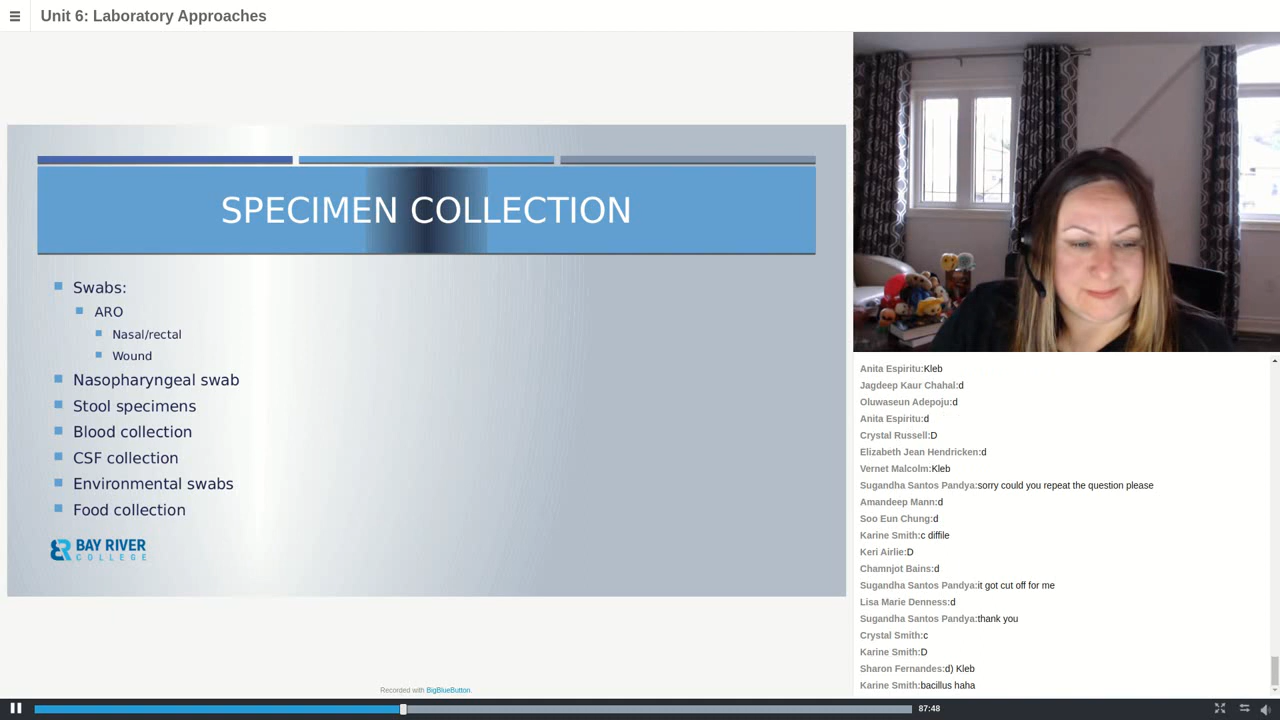 Unit 6: Laboratory Approaches
SPECIMEN COLLECTION
Swabs:
ARO
Nasal/rectal
Wound
Nasopharyngeal swab
Stool specimens
Blood collection
CSF collection
Environmental swabs
Food collection
BAY RIVER
COLLEGE
Recorded with BigBlueButton.
Anita Espiritu:Kleb
Jagdeep Kaur Chahal:d
Oluwaseun Adepoju:d
Anita Espiritu:d
Crystal Russell:D
Elizabeth Jean Hendricken:d
Vernet Malcolm:Kleb
Sugandha Santos Pandya:sorry could you repeat the question please
Amandeep Mann:d
Soo Eun Chung:d
Karine Smith:c diffile
Keri Airlie:D
Chamnjot Bains:d
Sugandha Santos Pandya:it got cut off for me
Lisa Marie Denness:d
Sugandha Santos Pandya:thank you
Crystal Smith:c
Karine Smith:D
Sharon Fernandes:d) Kleb
Karine Smith:bacillus haha
87:48